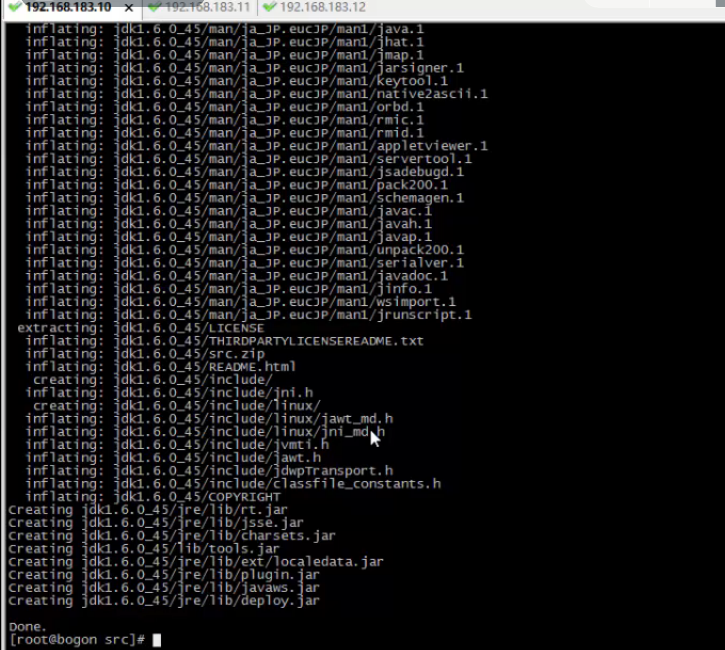 192.168.183.10 × 192.168.183.11 192.168.183.12
inflating: jdk1.6.0_45/man/ja_JP.eucJP/man1/java.1
inflating: jdk1.6.0_45/man/ja_JP.eucJP/man1/jhat.1
inflating: jdk1.6.0_45/man/ja_JP.eucJP/man1/jmap.1
inflating: jdk1.6.0_45/man/ja_JP.eucJP/man1/jarsigner.1
inflating: jdk1.6.0_45/man/ja_JP.eucJP/man1/keytool.1
inflating: jdk1.6.0_45/man/ja_JP.eucJP/man1/native2ascii.1
inflating: jdk1.6.0_45/man/ja_JP.eucJP/man1/orbd.1
inflating: jdk1.6.0_45/man/ja_JP.eucJP/man1/rmic.1
inflating: jdk1.6.0_45/man/ja_JP.eucJP/man1/rmid.1
inflating: jdk1.6.0_45/man/ja_JP.eucJP/man1/appletviewer.1
inflating: jdk1.6.0_45/man/ja_JP.eucJP/man1/servertool.1
inflating: jdk1.6.0_45/man/ja_JP.eucJP/man1/jsadebugd.1
inflating: jdk1.6.0_45/man/ja_JP.eucJP/man1/pack200.1
inflating: jdk1.6.0_45/man/ja_JP.eucJP/man1/schemagen.1
inflating: jdk1.6.0_45/man/ja_JP.eucJP/man1/javac.1
inflating: jdk1.6.0_45/man/ja_JP.eucJP/man1/javah.1
inflating: jdk1.6.0_45/man/ja_JP.eucJP/man1/javap.1
inflating: jdk1.6.0_45/man/ja_JP.eucJP/man1/unpack200.1
inflating: jdk1.6.0_45/man/ja_JP.eucJP/man1/serialver.1
inflating: jdk1.6.0_45/man/ja_JP.eucJP/man1/javadoc.1
inflating: jdk1.6.0_45/man/ja_JP.eucJP/man1/jinfo.1
inflating: jdk1.6.0_45/man/ja_JP.eucJP/man1/wsimport.1
inflating: jdk1.6.0_45/man/ja_JP.eucJP/man1/jrunscript.1
extracting: jdk1.6.0_45/LICENSE
inflating: jdk1.6.0_45/THIRDPARTYLICENSEREADME.txt
inflating: jdk1.6.0_45/src.zip
inflating: jdk1.6.0_45/README.html
creating: jdk1.6.0_45/include/
inflating: jdk1.6.0_45/include/jni.h
creating: jdk1.6.0_45/include/linux/
inflating: jdk1.6.0_45/include/linux/jawt_md.h
inflating: jdk1.6.0_45/include/linux/jni_md.h
inflating: jdk1.6.0_45/include/jvmti.h
inflating: jdk1.6.0_45/include/jawt.h
inflating: jdk1.6.0_45/include/jdwpTransport.h
inflating: jdk1.6.0_45/include/classfile_constants.h
inflating: jdk1.6.0_45/COPYRIGHT
Creating jdk1.6.0_45/jre/lib/rt.jar
Creating jdk1.6.0_45/jre/lib/jsse.jar
Creating jdk1.6.0_45/jre/lib/charsets.jar
Creating jdk1.6.0_45/lib/tools.jar
Creating jdk1.6.0_45/jre/lib/ext/localedata.jar
Creating jdk1.6.0_45/jre/lib/plugin.jar
Creating jdk1.6.0_45/jre/lib/javaws.jar
Creating jdk1.6.0_45/jre/lib/deploy.jar
Done.
[root@bogon src]#